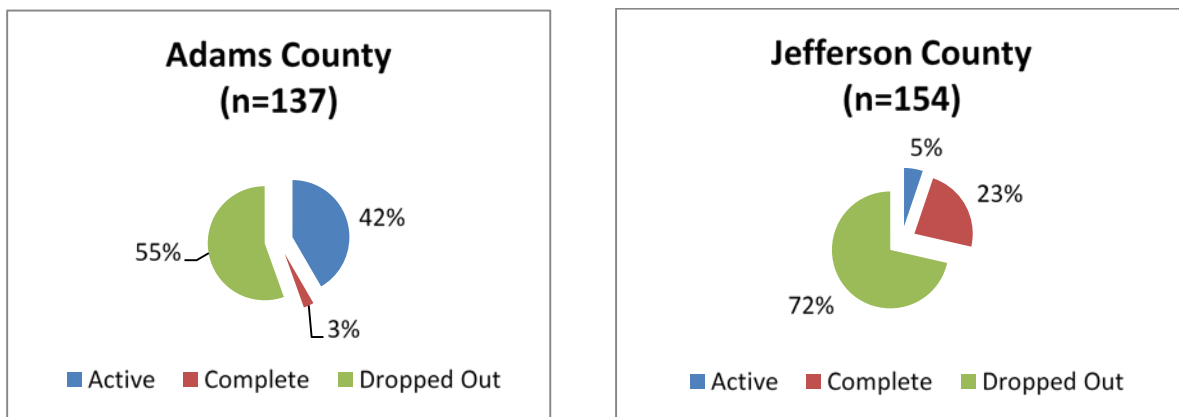 Adams County
(n=137)
42%
55%
3%
Active Complete Dropped Out
Jefferson County
(n=154)
5%
23%
72%
Active Complete Dropped Out